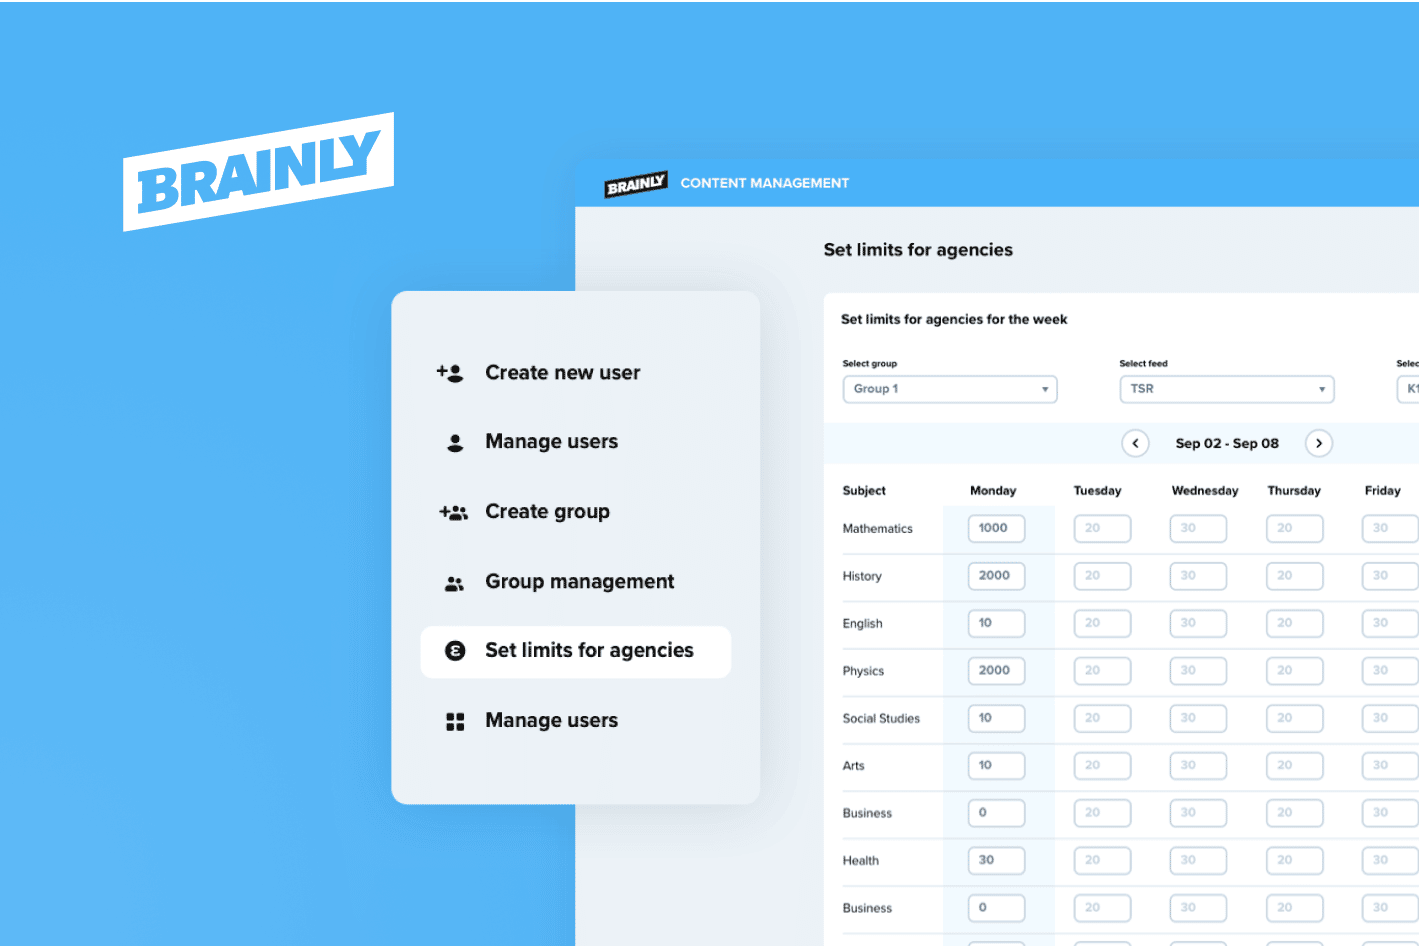 BRAINLY
BRAINLY CONTENT MANAGEMENT
Set limits for agencies
Create new user
Manage users
Create group
Group management
Set limits for agencies
Manage users
Set limits for agencies for the week
Select group Select feed
Group 1 TSR
Sep 02 - Sep 08
Subject Monday Tuesday Wednesday Thursday Friday
Mathematics 1000 20 30 20 30
History 2000 20 30 20 30
English 10 20 30 20 30
Physics 2000 20 30 20 30
Social Studies 10 20 30 20 30
Arts 10 20 30 20 30
Business 0 20 30 20 30
Health 30 20 30 20 30
Business 0 20 30 20 30